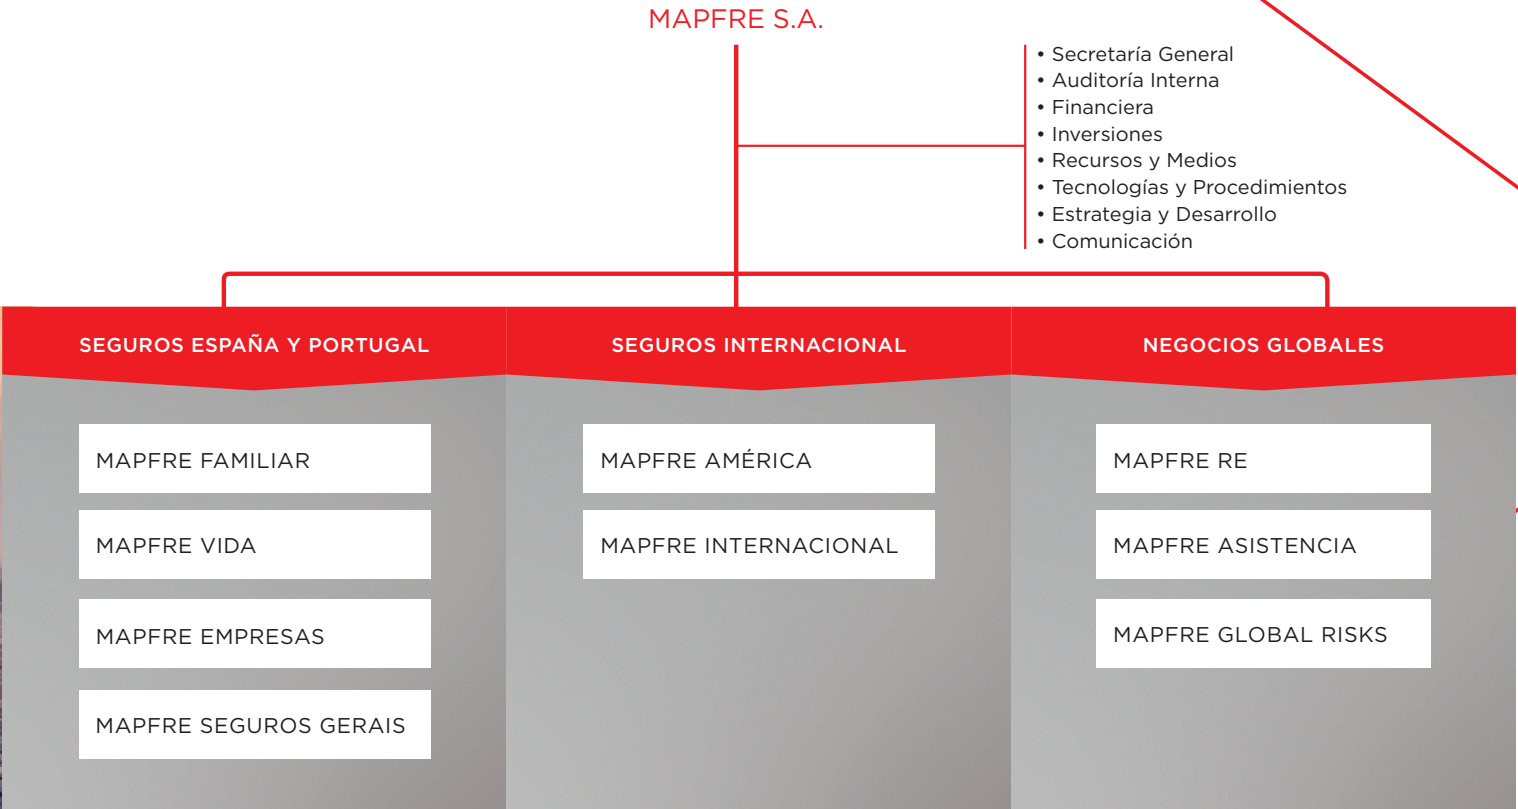 MAPFRE S.A.
• Secretaría General
• Auditoría Interna
• Financiera
• Inversiones
• Recursos y Medios
• Tecnologías y Procedimientos
• Estrategia y Desarrollo
• Comunicación
SEGUROS ESPAÑA Y PORTUGAL
MAPFRE FAMILIAR
MAPFRE VIDA
MAPFRE EMPRESAS
MAPFRE SEGUROS GERAIS
SEGUROS INTERNACIONAL
MAPFRE AMÉRICA
MAPFRE INTERNACIONAL
NEGOCIOS GLOBALES
MAPFRE RE
MAPFRE ASISTENCIA
MAPFRE GLOBAL RISKS